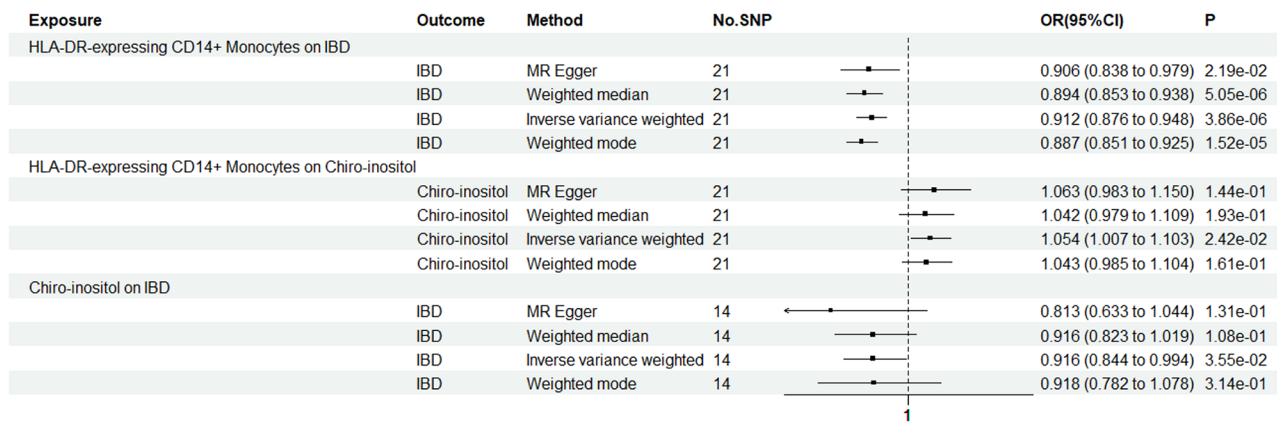 Exposure Outcome Method No.SNP OR(95%CI) P
HLA-DR-expressing CD14+ Monocytes on IBD
IBD MR Egger 21 0.906 (0.838 to 0.979) 2.19e-02
IBD Weighted median 21 0.894 (0.853 to 0.938) 5.05e-06
IBD Inverse variance weighted 21 0.912 (0.876 to 0.948) 3.86e-06
IBD Weighted mode 21 0.887 (0.851 to 0.925) 1.52e-05
HLA-DR-expressing CD14+ Monocytes on Chiro-inositol
Chiro-inositol MR Egger 21 1.063 (0.983 to 1.150) 1.44e-01
Chiro-inositol Weighted median 21 1.042 (0.979 to 1.109) 1.93e-01
Chiro-inositol Inverse variance weighted 21 1.054 (1.007 to 1.103) 2.42e-02
Chiro-inositol Weighted mode 21 1.043 (0.985 to 1.104) 1.61e-01
Chiro-inositol on IBD
IBD MR Egger 14 0.813 (0.633 to 1.044) 1.31e-01
IBD Weighted median 14 0.916 (0.823 to 1.019) 1.08e-01
IBD Inverse variance weighted 14 0.916 (0.844 to 0.994) 3.55e-02
IBD Weighted mode 14 0.918 (0.782 to 1.078) 3.14e-01
1